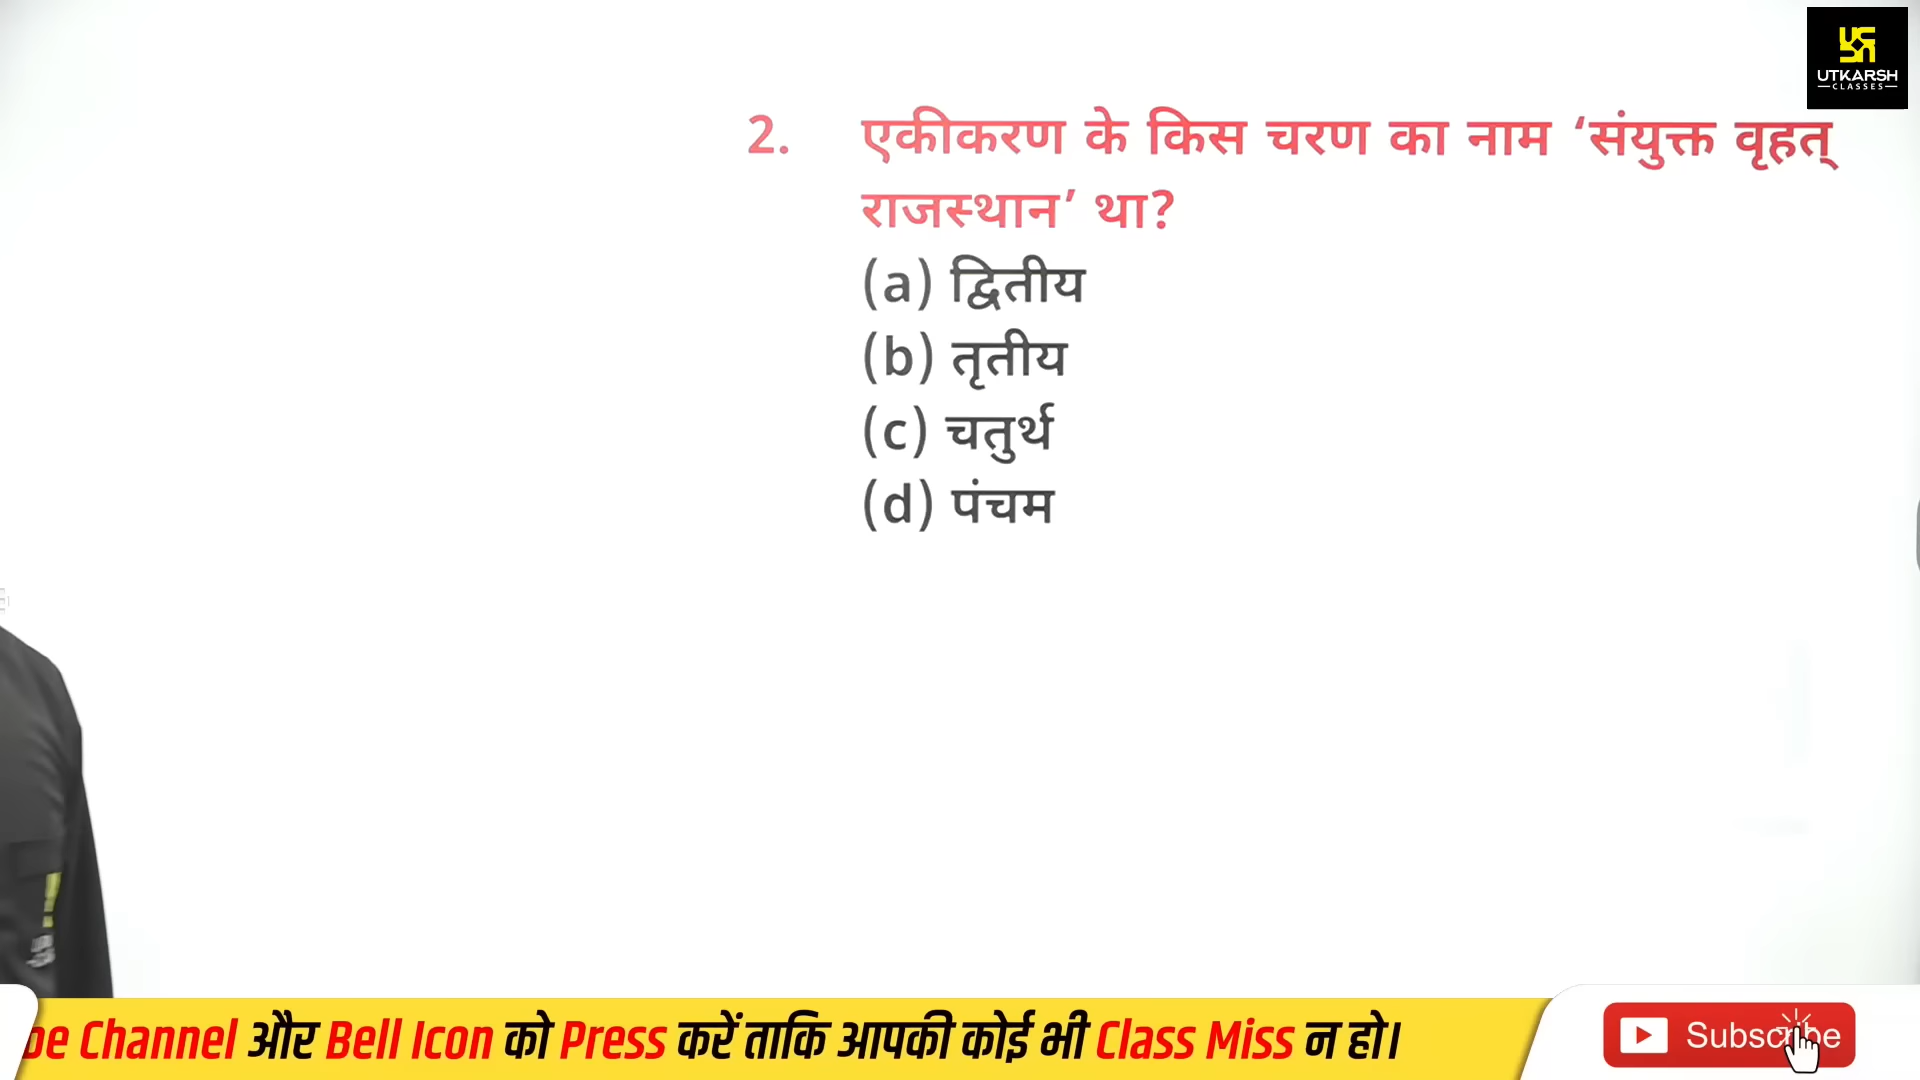 UTKARSH
CLASSES
2. एकीकरण के किस चरण का नाम ‘संयुक्त वृहत्
राजस्थान’ था?
(a) द्वितीय
(b) तृतीय
(c) चतुर्थ
(d) पंचम
Channel और Bell Icon को Press करें ताकि आपकी कोई भी Class Miss न हो।
Subscribe